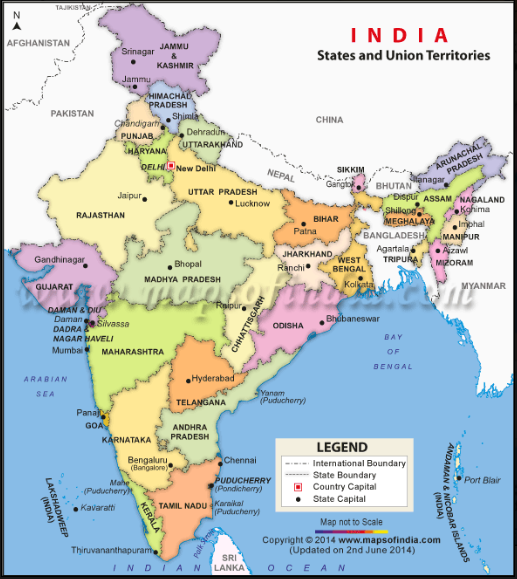 TAJIKISTAN
N
AFGHANISTAN
INDIA
States and Union Territories
JAMMU
&
KASHMIR
Srinagar
Jammu
HIMACHAD
PRADESH
Shimla
PAKISTAN
CHINA
Chandigarh
PUNJAB
Dehradun
UTTARAKHAND
HARYANA
DELHI
New Delhi
NEPAL
SIKKIM
Gangtok
BHUTAN
ARUNACHAL
PRADESH
Itanagar
RAJASTHAN
Jaipur
UTTAR PRADESH
Lucknow
BIHAR
Patna
Dispur
ASSAM
NAGALAND
Kohima
Shillong
MEGHALAYA
Imphal
MANIPUR
BANGLADESH
Agartala
TRIPURA
Aizawl
MIZORAM
MYANMAR
Gandhinagar
GUJARAT
Bhopal
MADHYA PRADESH
JHARKHAND
Ranchi
WEST
BENGAL
Kolkata
www.mapsofindia.com
DAMAN & DIU
Daman
Silvassa
DADRA
NAGAR HAVELI
Mumbai
MAHARASHTRA
Raipur
CHHATTISGARH
ODISHA
Bhubaneswar
ARABIAN
SEA
BAY
OF
BENGAL
Hyderabad
TELANGANA
Yanam
(Puducherry)
Panaji
GOA
KARNATAKA
ANDHRA
PRADESH
Bengaluru
(Bangalore)
Chennai
Mahe
(Puducherry)
PUDUCHERRY
(Pondicherry)
Karaikal
(Puducherry)
TAMIL NADU
KERALA
LAKSHADWEEP
(INDIA)
Kavaratti
Thiruvananthapuram
Palk Strait
SRI
LANKA
INDIAN OCEAN
ANDAMAN & NICOBAR ISLANDS
(INDIA)
Port Blair
LEGEND
International Boundary
State Boundary
Country Capital
State Capital
Map not to Scale
Copyright © 2014 www.mapsofindia.com
(Updated on 2nd June 2014)